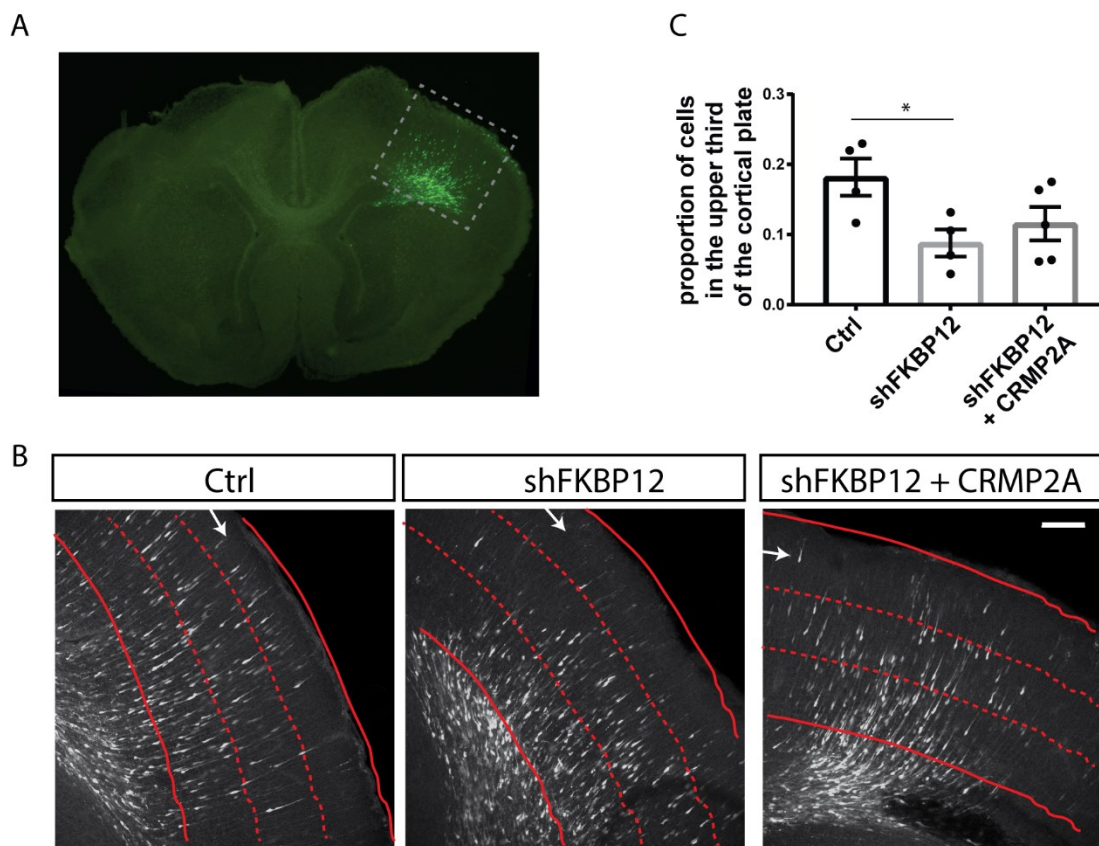 A
C
proportion of cells
in the upper third
of the cortical plate
0.3
0.2
0.1
0.0
*
Ctrl
shFKBP12
shFKBP12
+ CRMP2A
B
Ctrl
shFKBP12
shFKBP12 + CRMP2A